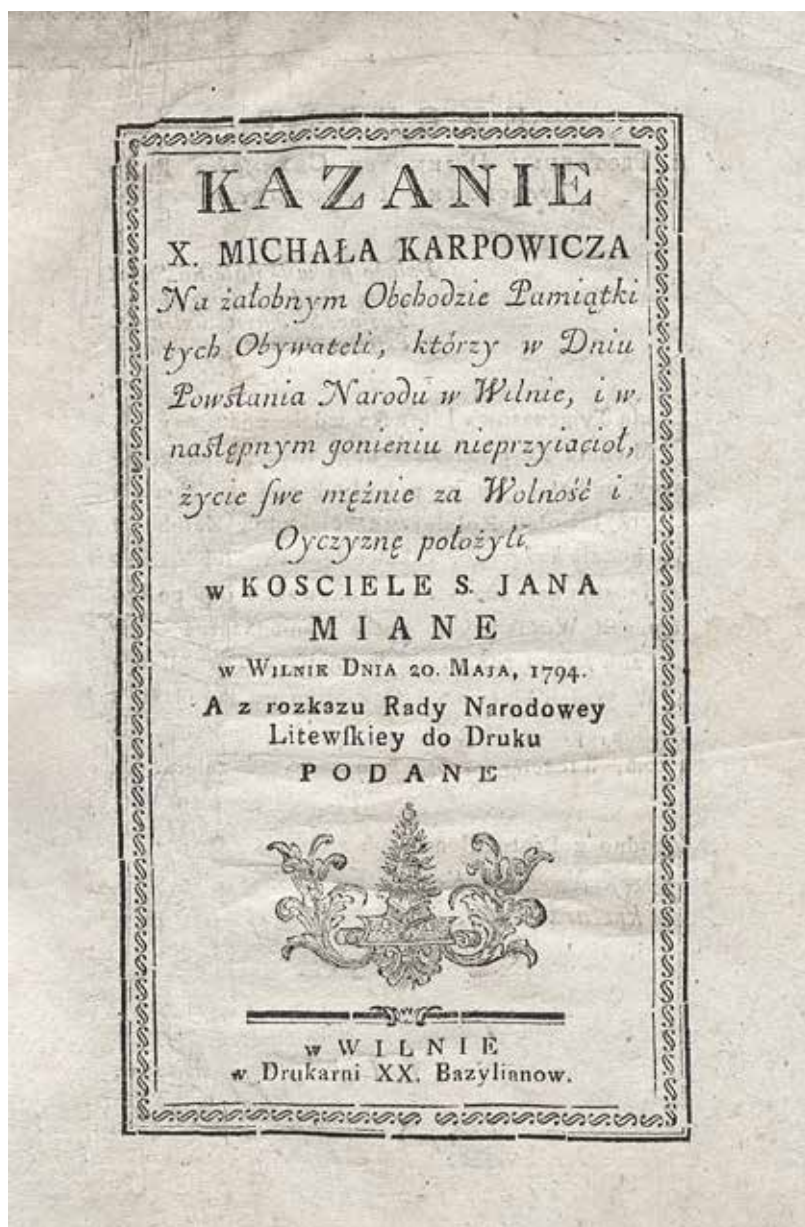 KAZANIE
X. MICHAŁA KARPOWICZA
Na żałobnym Obchodzie Pamiątki
tych Obywateli, którzy w Dniu
Powſtania Narodu w Wilnie, i w
naſtępnym gonieniu nieprzyiacioł,
życie ſwe mężnie za Wolność i
Oyczyznę położyli
w KOSCIELE S. JANA
MIANE
w WILNIE DNIA 20. MAJA, 1794.
A z rozkazu Rady Narodowey
Litewſkiey do Druku
PODANE
w WILNIE
w Drukarni XX. Bazylianow.